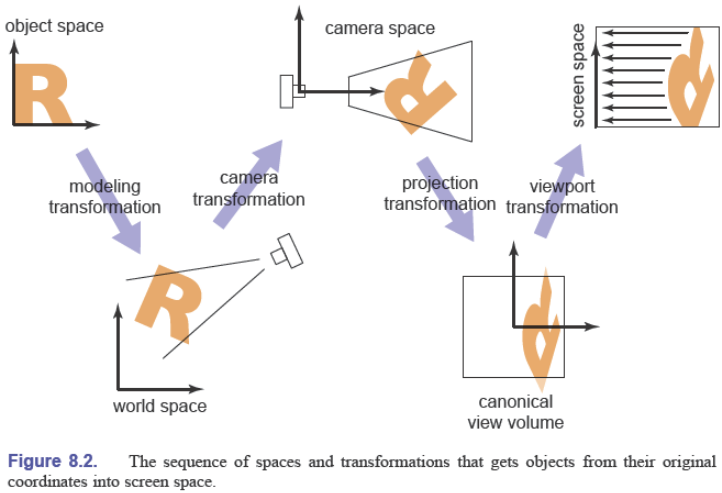 object space
R
camera space
R
screen space
R
modeling
transformation
camera
transformation
projection
transformation
viewport
transformation
R
R
world space
canonical
view volume
Figure 8.2. The sequence of spaces and transformations that gets objects from their original
coordinates into screen space.